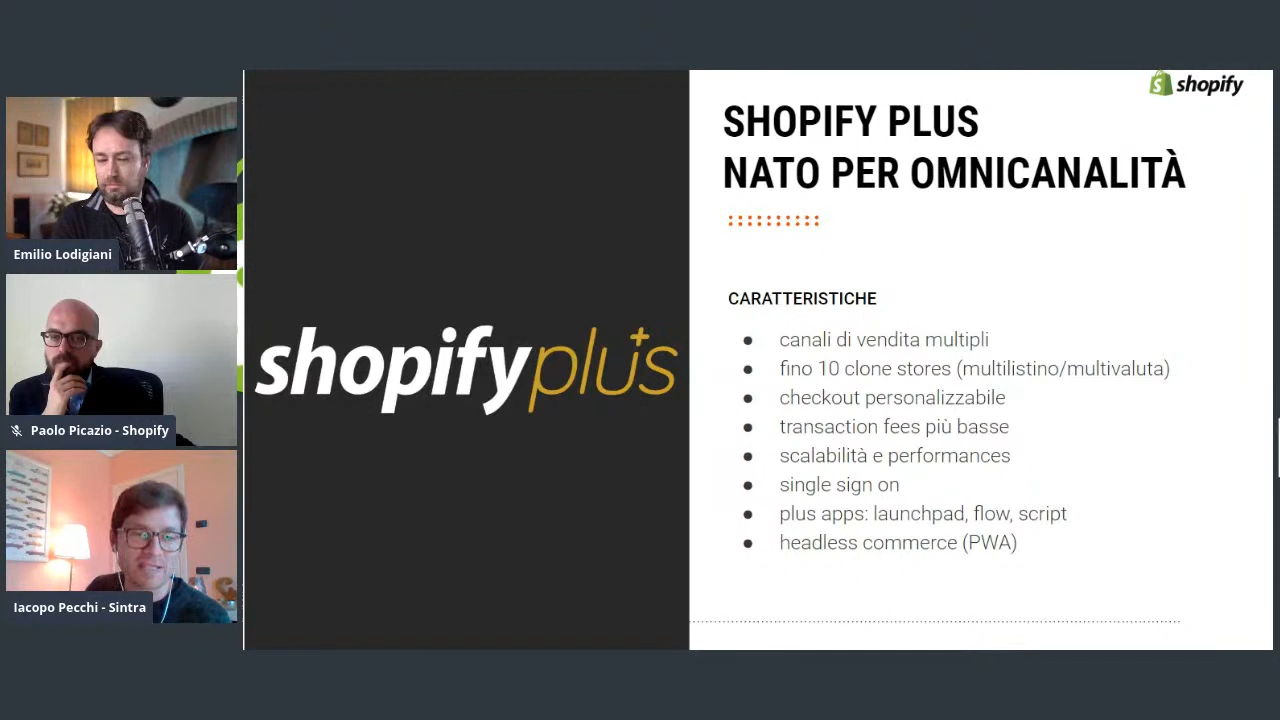 Emilio Lodigiani
Paolo Picazio - Shopify
Iacopo Pecchi - Sintra
shopifyplus
shopify
SHOPIFY PLUS
NATO PER OMNICANALITÀ
CARATTERISTICHE
● canali di vendita multipli
● fino 10 clone stores (multilistino/multivaluta)
● checkout personalizzabile
● transaction fees più basse
● scalabilità e performances
● single sign on
● plus apps: launchpad, flow, script
● headless commerce (PWA)